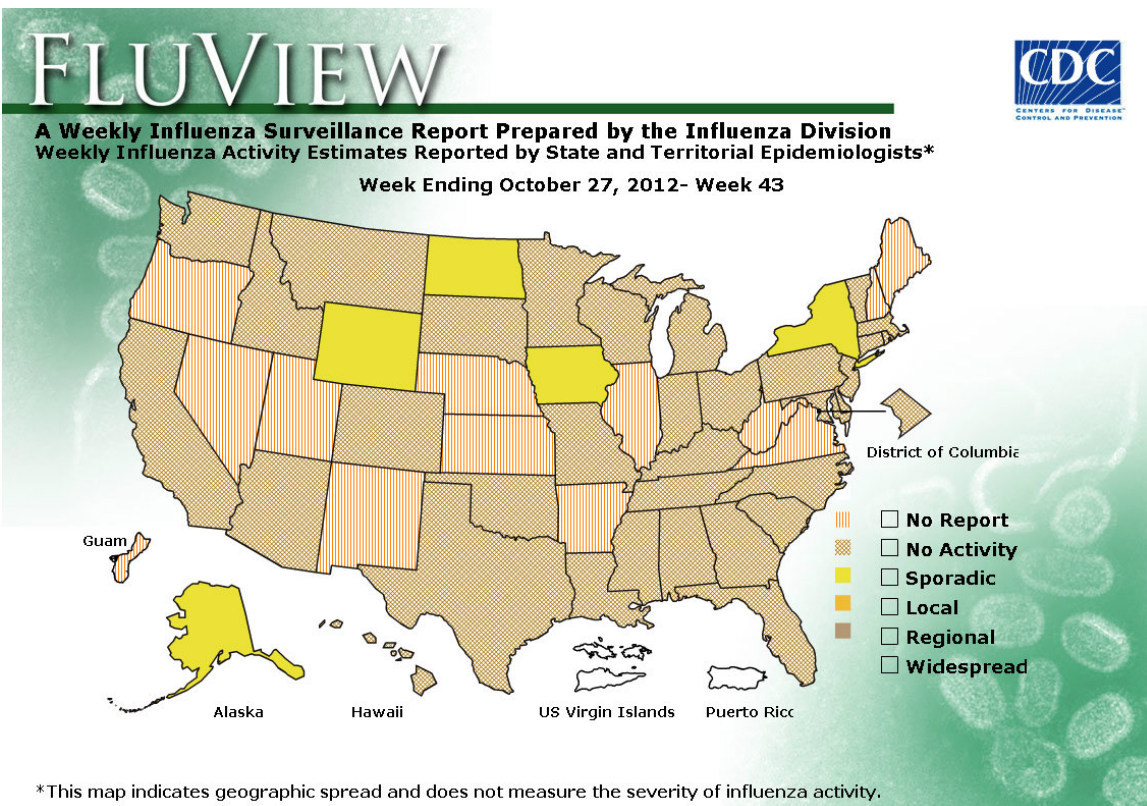 FLUVIEW
CDC
CENTERS FOR DISEASE™
CONTROL AND PREVENTION
A Weekly Influenza Surveillance Report Prepared by the Influenza Division
Weekly Influenza Activity Estimates Reported by State and Territorial Epidemiologists*
Week Ending October 27, 2012- Week 43
District of Columbia
No Report
Guam
No Activity
Sporadic
Local
Regional
Widespread
Alaska
Hawaii
US Virgin Islands
Puerto Rico
*This map indicates geographic spread and does not measure the severity of influenza activity.